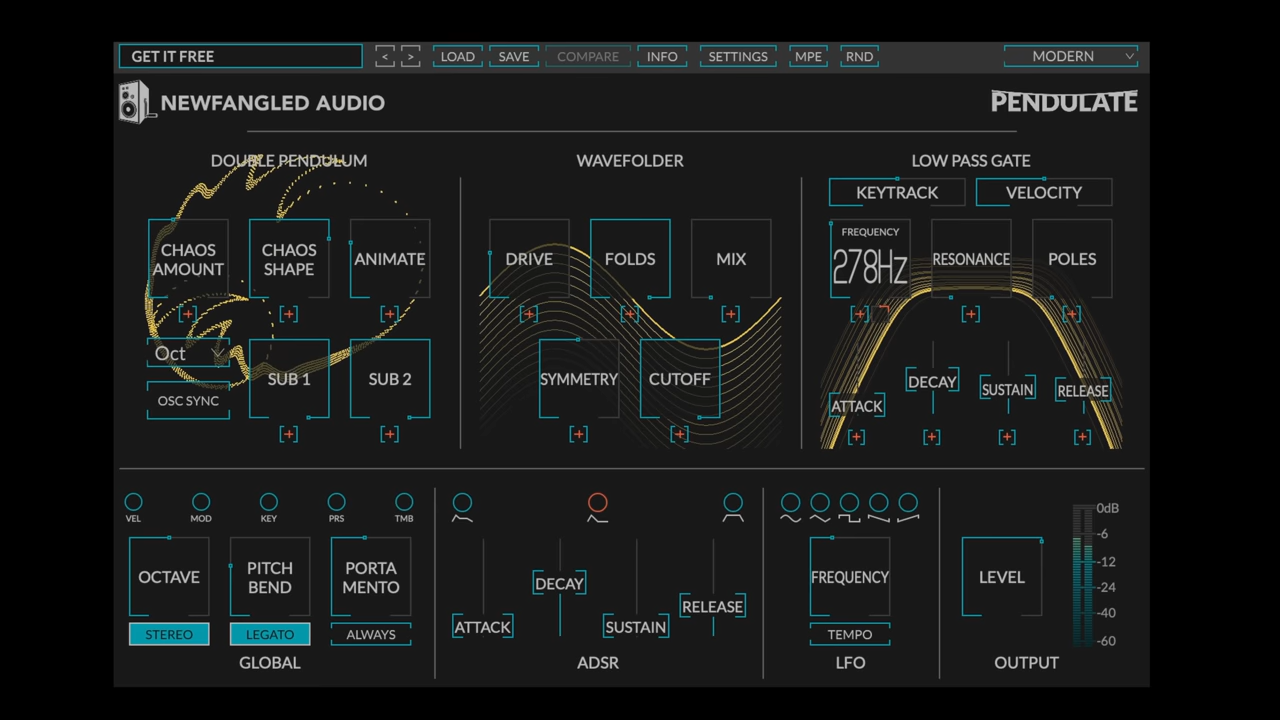 GET IT FREE
< >
LOAD
SAVE
COMPARE
INFO
SETTINGS
MPE
RND
MODERN
NEWFANGLED AUDIO
PENDULATE
DOUBLE PENDULUM
WAVEFOLDER
LOW PASS GATE
KEYTRACK
VELOCITY
CHAOS
AMOUNT
CHAOS
SHAPE
ANIMATE
DRIVE
FOLDS
MIX
FREQUENCY
278Hz
RESONANCE
POLES
[+] [+] [+] [+] [+] [+] [+] [+] [+]
Oct
OSC SYNC
SUB 1
SUB 2
SYMMETRY
CUTOFF
ATTACK
DECAY
SUSTAIN
RELEASE
[+] [+] [+] [+] [+] [+] [+] [+]
VEL
MOD
KEY
PRS
TMB
OCTAVE
PITCH
BEND
PORTA
MENTO
STEREO
LEGATO
ALWAYS
GLOBAL
ATTACK
DECAY
SUSTAIN
RELEASE
ADSR
FREQUENCY
TEMPO
LFO
LEVEL
OUTPUT
0dB
-6
-12
-24
-40
-60